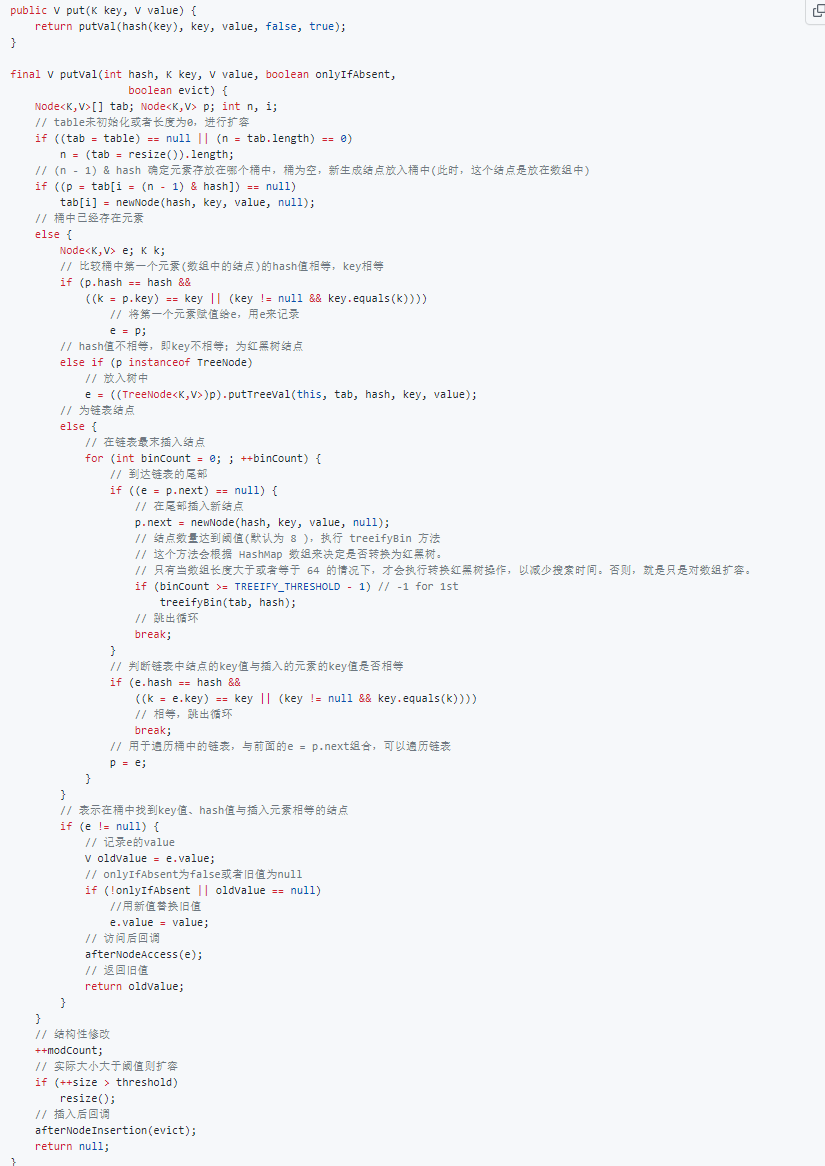 public V put(K key, V value) {
    return putVal(hash(key), key, value, false, true);
}

final V putVal(int hash, K key, V value, boolean onlyIfAbsent,
                   boolean evict) {
    Node<K,V>[] tab; Node<K,V> p; int n, i;
    // table未初始化或者长度为0，进行扩容
    if ((tab = table) == null || (n = tab.length) == 0)
        n = (tab = resize()).length;
    // (n - 1) & hash 确定元素存放在哪个桶中，桶为空，新生成结点放入桶中(此时，这个结点是放在数组中)
    if ((p = tab[i = (n - 1) & hash]) == null)
        tab[i] = newNode(hash, key, value, null);
    // 桶中已经存在元素
    else {
        Node<K,V> e; K k;
        // 比较桶中第一个元素(数组中的结点)的hash值相等，key相等
        if (p.hash == hash &&
            ((k = p.key) == key || (key != null && key.equals(k))))
                // 将第一个元素赋值给e，用e来记录
                e = p;
        // hash值不相等，即key不相等；为红黑树结点
        else if (p instanceof TreeNode)
            // 放入树中
            e = ((TreeNode<K,V>)p).putTreeVal(this, tab, hash, key, value);
        // 为链表结点
        else {
            // 在链表最末插入结点
            for (int binCount = 0; ; ++binCount) {
                // 到达链表的尾部
                if ((e = p.next) == null) {
                    // 在尾部插入新结点
                    p.next = newNode(hash, key, value, null);
                    // 结点数量达到阈值(默认为 8 )，执行 treeifyBin 方法
                    // 这个方法会根据 HashMap 数组来决定是否转换为红黑树。
                    // 只有当数组长度大于或者等于 64 的情况下，才会执行转换红黑树操作，以减少搜索时间。否则，就是只是对数组扩容。
                    if (binCount >= TREEIFY_THRESHOLD - 1) // -1 for 1st
                        treeifyBin(tab, hash);
                    // 跳出循环
                    break;
                }
                // 判断链表中结点的key值与插入的元素的key值是否相等
                if (e.hash == hash &&
                    ((k = e.key) == key || (key != null && key.equals(k))))
                    // 相等，跳出循环
                    break;
                // 用于遍历桶中的链表，与前面的e = p.next组合，可以遍历链表
                p = e;
            }
        }
        // 表示在桶中找到key值、hash值与插入元素相等的结点
        if (e != null) {
            // 记录e的value
            V oldValue = e.value;
            // onlyIfAbsent为false或者旧值为null
            if (!onlyIfAbsent || oldValue == null)
                //用新值替换旧值
                e.value = value;
            // 访问后回调
            afterNodeAccess(e);
            // 返回旧值
            return oldValue;
        }
    }
    // 结构性修改
    ++modCount;
    // 实际大小大于阈值则扩容
    if (++size > threshold)
        resize();
    // 插入后回调
    afterNodeInsertion(evict);
    return null;
}